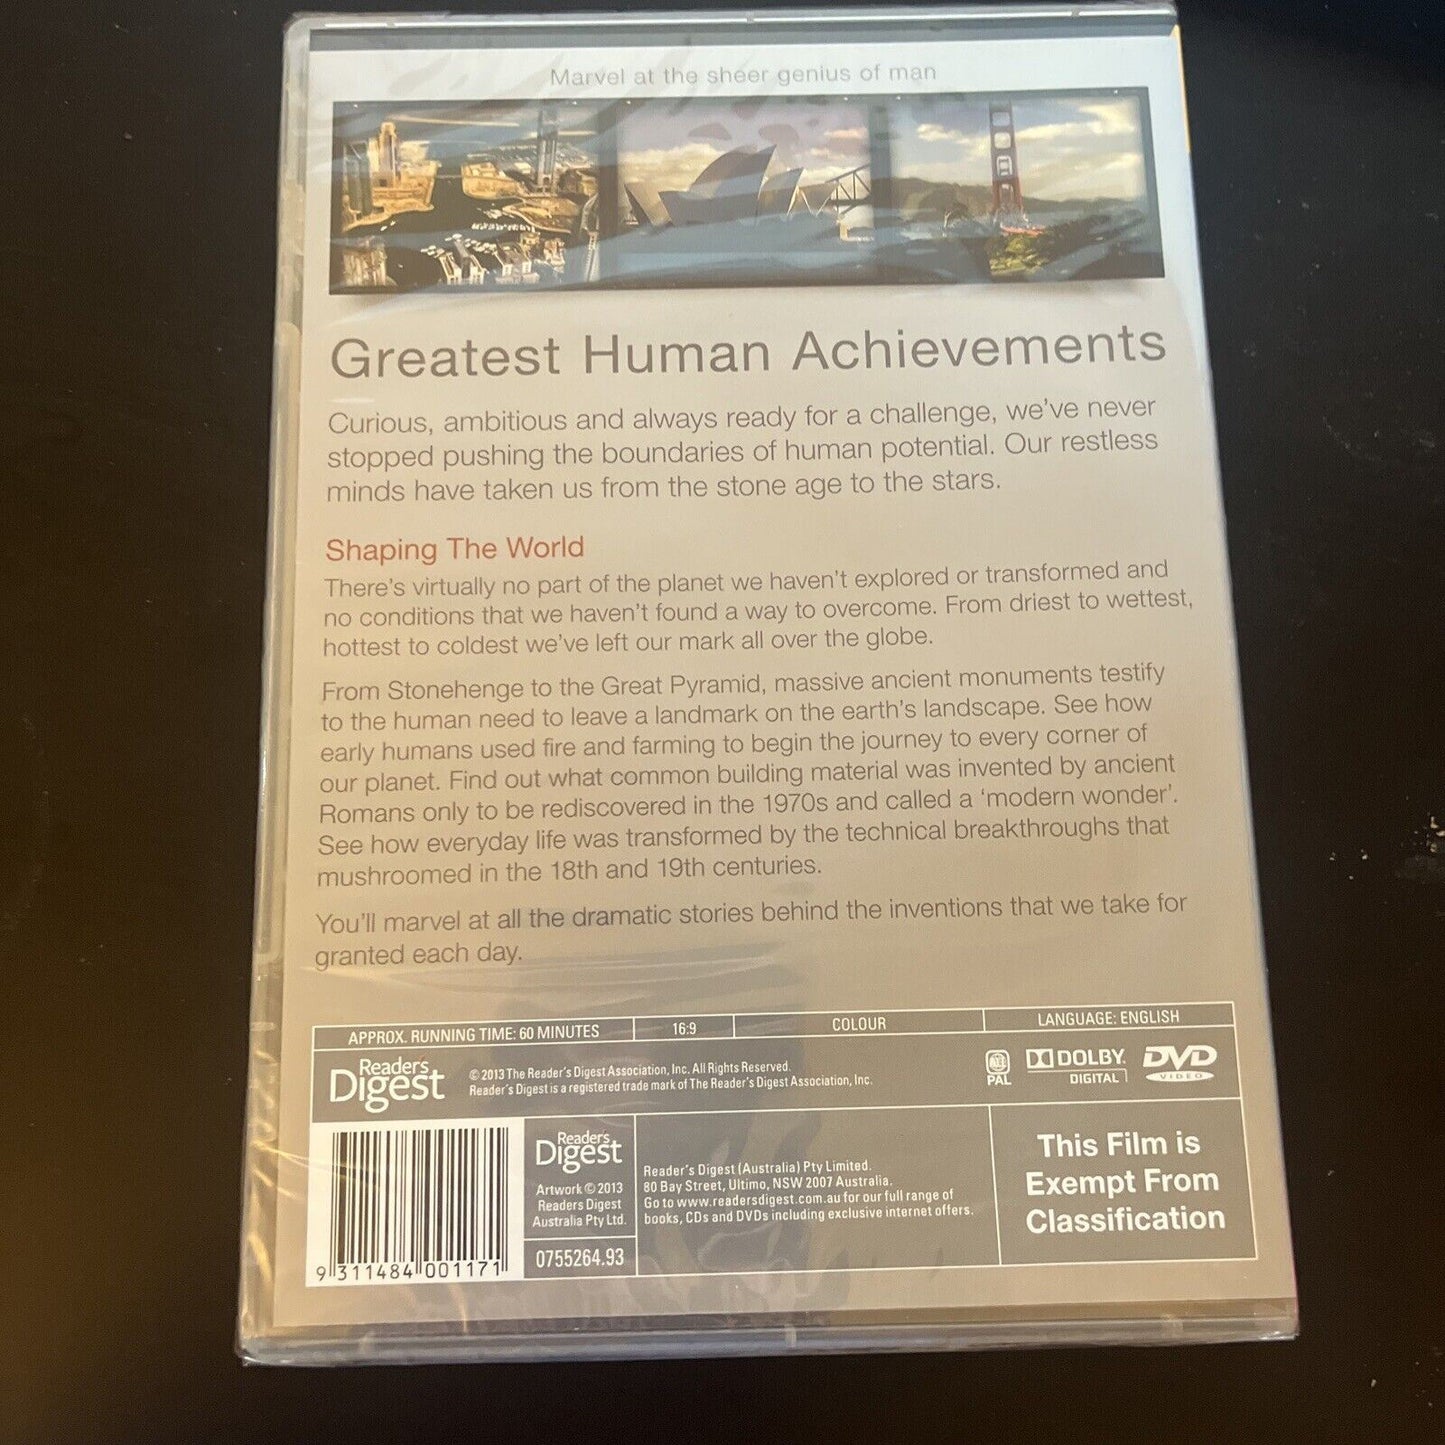 Marvel at the sheer genius of man
Greatest Human Achievements
Curious, ambitious and always ready for a challenge, we've never
stopped pushing the boundaries of human potential. Our restless
minds have taken us from the stone age to the stars.
Shaping The World
There's virtually no part of the planet we haven't explored or transformed and
no conditions that we haven't found a way to overcome. From driest to wettest,
hottest to coldest we've left our mark all over the globe.
From Stonehenge to the Great Pyramid, massive ancient monuments testify
to the human need to leave a landmark on the earth's landscape. See how
early humans used fire and farming to begin the journey to every corner of
our planet. Find out what common building material was invented by ancient
Romans only to be rediscovered in the 1970s and called a 'modern wonder'.
See how everyday life was transformed by the technical breakthroughs that
mushroomed in the 18th and 19th centuries.
You'll marvel at all the dramatic stories behind the inventions that we take for
granted each day.
APPROX. RUNNING TIME: 60 MINUTES 16:9 COLOUR LANGUAGE: ENGLISH
Reader's
Digest
© 2013 The Reader's Digest Association, Inc. All Rights Reserved.
Reader's Digest is a registered trade mark of The Reader's Digest Association, Inc.
PAL
DOLBY
DIGITAL
DVD
VIDEO
9 311484 001171
Reader's
Digest
Artwork © 2013
Readers Digest
Australia Pty Ltd.
0755264.93
Reader's Digest (Australia) Pty Limited.
80 Bay Street, Ultimo, NSW 2007 Australia.
Go to www.readersdigest.com.au for our full range of
books, CDs and DVDs including exclusive internet offers.
This Film is
Exempt From
Classification